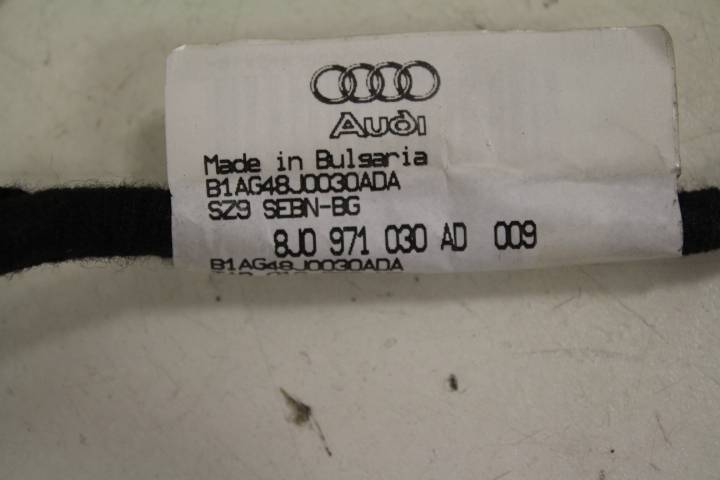 Audi
Made in Bulgaria
B1AG48J0030ADA
SZ9 SEBN-BG
8J0 971 030 AD 009
B1AG48J0030ADA